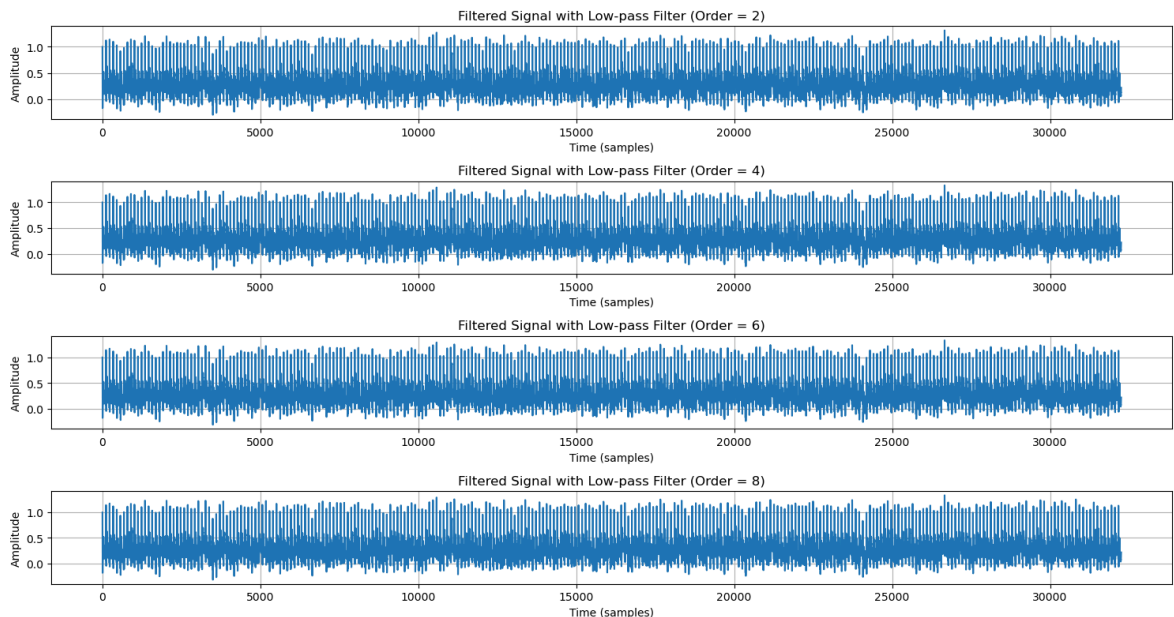 Filtered Signal with Low-pass Filter (Order = 2)
Amplitude
1.0
0.5
0.0
0 5000 10000 15000 20000 25000 30000
Time (samples)
Filtered Signal with Low-pass Filter (Order = 4)
Amplitude
1.0
0.5
0.0
0 5000 10000 15000 20000 25000 30000
Time (samples)
Filtered Signal with Low-pass Filter (Order = 6)
Amplitude
1.0
0.5
0.0
0 5000 10000 15000 20000 25000 30000
Time (samples)
Filtered Signal with Low-pass Filter (Order = 8)
Amplitude
1.0
0.5
0.0
0 5000 10000 15000 20000 25000 30000
Time (samples)